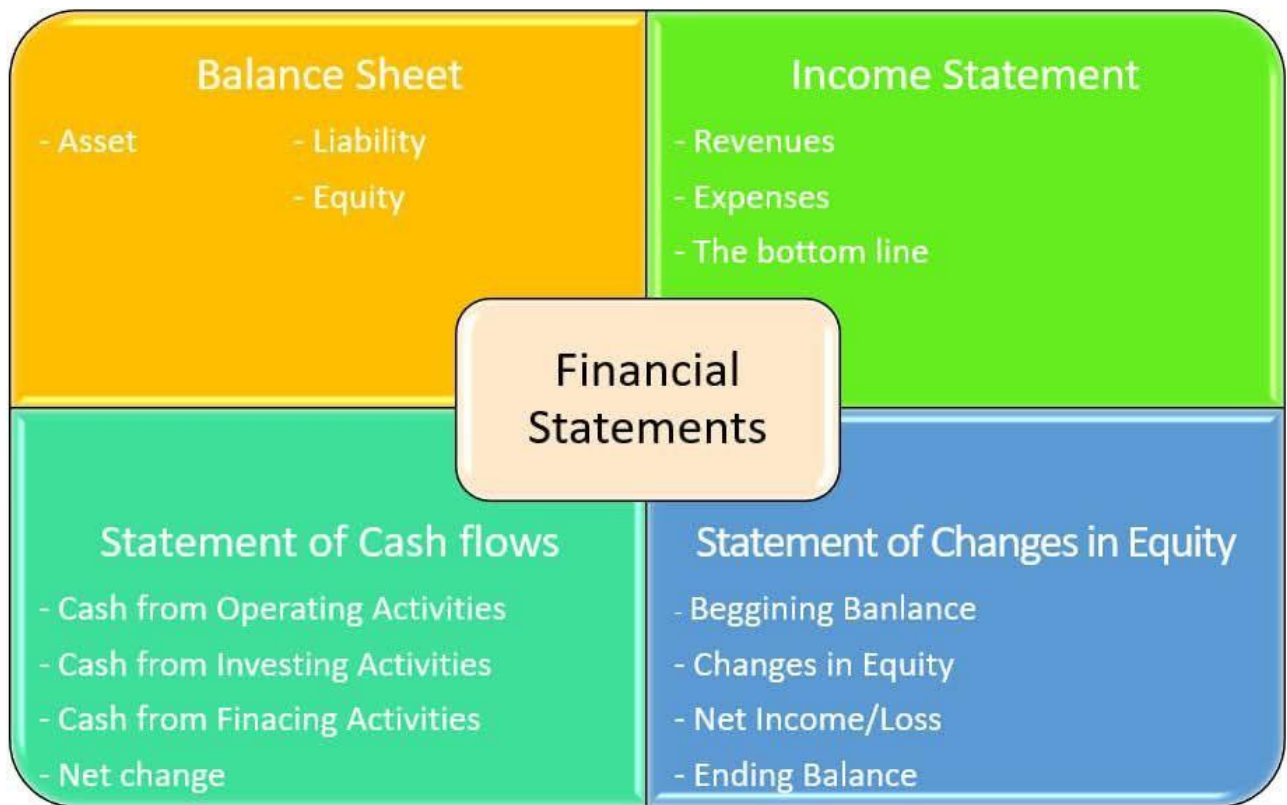 Balance Sheet
- Asset - Liability
- Equity
Income Statement
- Revenues
- Expenses
- The bottom line
Financial
Statements
Statement of Cash flows
- Cash from Operating Activities
- Cash from Investing Activities
- Cash from Finacing Activities
- Net change
Statement of Changes in Equity
- Beggining Banlance
- Changes in Equity
- Net Income/Loss
- Ending Balance